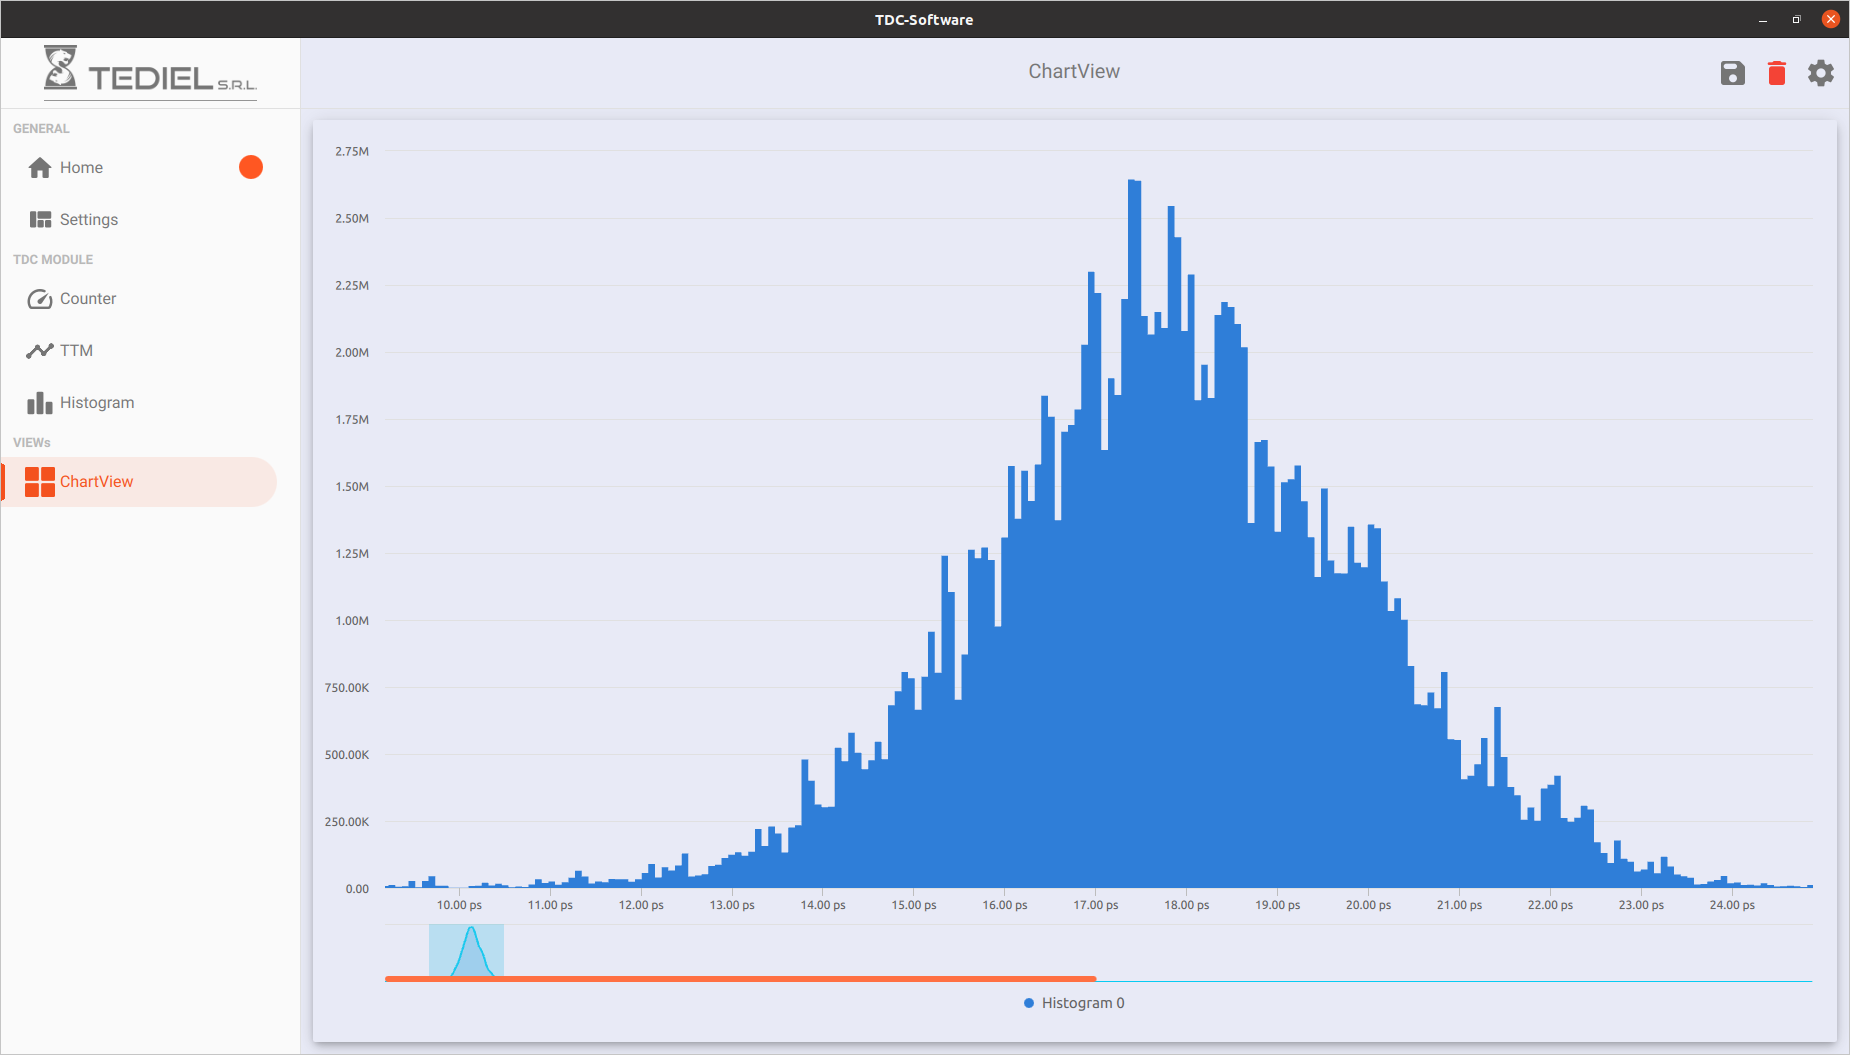 TDC-Software
TEDIEL S.R.L.
ChartView
GENERAL
Home
Settings
TDC MODULE
Counter
TTM
Histogram
VIEWs
ChartView
2.75M
2.50M
2.25M
2.00M
1.75M
1.50M
1.25M
1.00M
750.00K
500.00K
250.00K
0.00
10.00 ps 11.00 ps 12.00 ps 13.00 ps 14.00 ps 15.00 ps 16.00 ps 17.00 ps 18.00 ps 19.00 ps 20.00 ps 21.00 ps 22.00 ps 23.00 ps 24.00 ps
Histogram 0